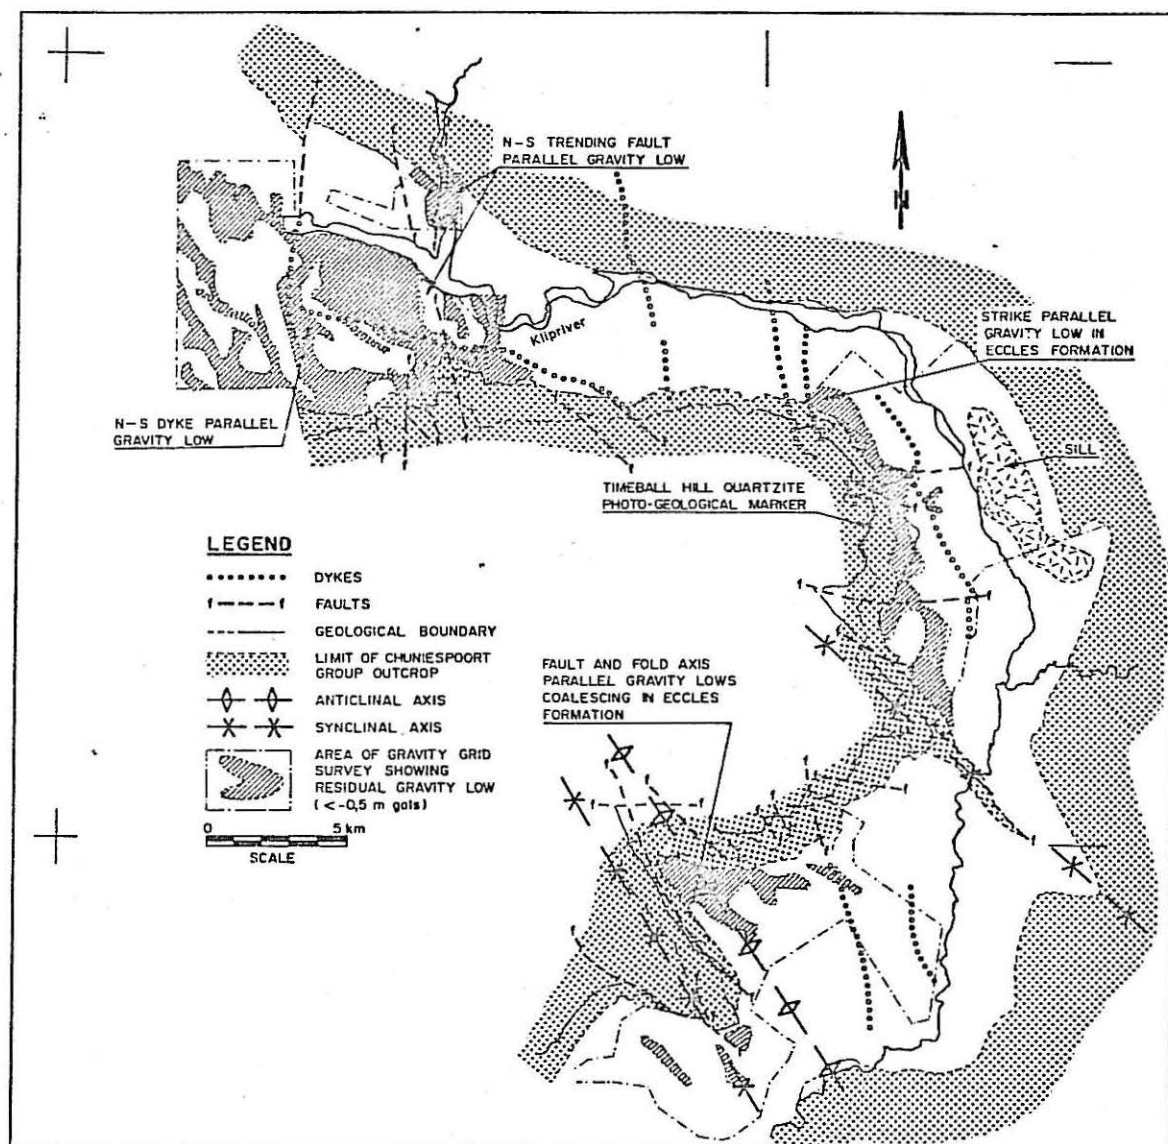 N-S TRENDING FAULT
PARALLEL GRAVITY LOW
N
Klipriver
STRIKE PARALLEL
GRAVITY LOW IN
ECCLES FORMATION
N-S DYKE PARALLEL
GRAVITY LOW
SILL
TIMEBALL HILL QUARTZITE
PHOTO-GEOLOGICAL MARKER
LEGEND
DYKES
f f FAULTS
GEOLOGICAL BOUNDARY
LIMIT OF CHUNIESPOORT
GROUP OUTCROP
ANTICLINAL AXIS
SYNCLINAL AXIS
AREA OF GRAVITY GRID
SURVEY SHOWING
RESIDUAL GRAVITY LOW
(<-0,5 m gals)
0 5 km
SCALE
FAULT AND FOLD AXIS
PARALLEL GRAVITY LOWS
COALESCING IN ECCLES
FORMATION